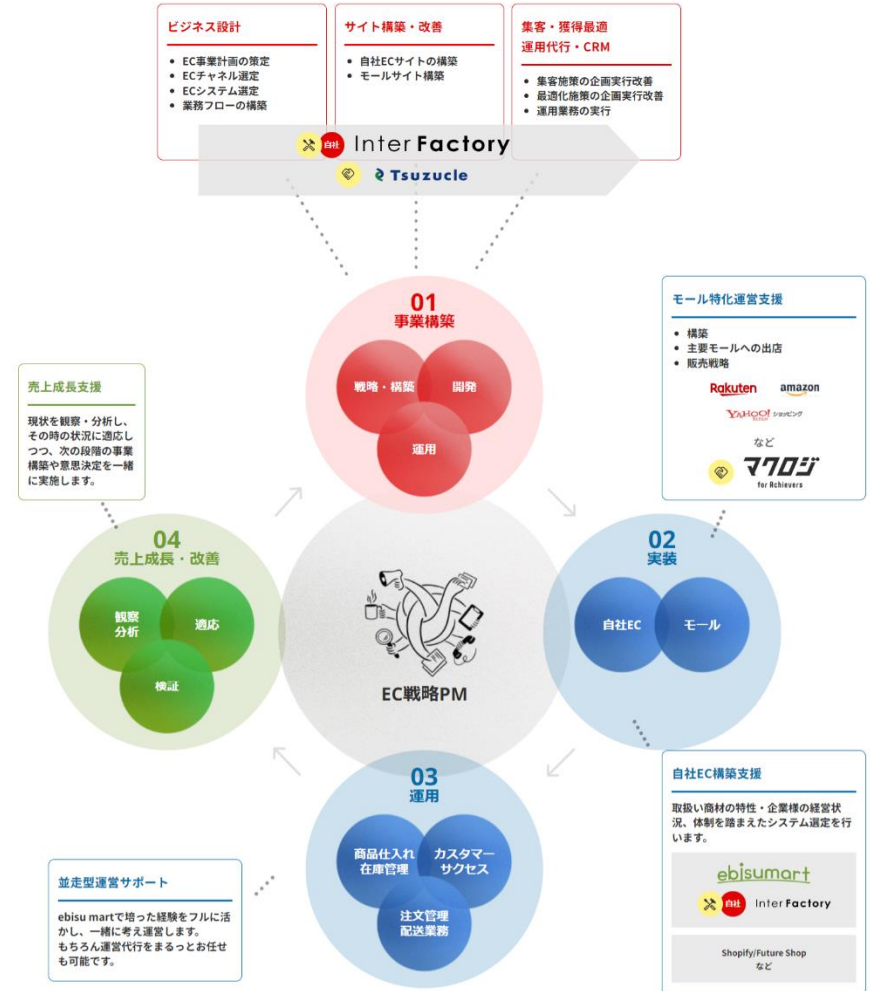 ビジネス設計
EC事業計画の策定
ECチャネル選定
ECシステム選定
業務フローの構築
サイト構築・改善
自社ECサイトの構築
モールサイト構築
集客・獲得最適
運用代行・CRM
集客施策の企画実行改善
最適化施策の企画実行改善
運用業務の実行
自社 Inter Factory
Tsuzucle
01
事業構築
戦略・構築
開発
運用
モール特化運営支援
構築
主要モールへの出店
販売戦略
Rakuten amazon
YAHOO! JAPAN ショッピング
など
マクロジ
for Achievers
売上成長支援
現状を観察・分析し、
その時の状況に適応し
つつ、次の段階の事業
構築や意思決定を一緒
に実施します。
04
売上成長・改善
観察
分析
適応
検証
EC戦略PM
02
実装
自社EC
モール
03
運用
商品仕入れ
在庫管理
カスタマー
サクセス
注文管理
配送業務
自社EC構築支援
取扱い商材の特性・企業様の経営状
況、体制を踏まえたシステム選定を行
います。
ebisumart
自社 Inter Factory
Shopify/Future Shop
など
並走型運営サポート
ebisu martで培った経験をフルに活
かし、一緒に考え運営します。
もちろん運営代行をまるっとお任せ
も可能です。